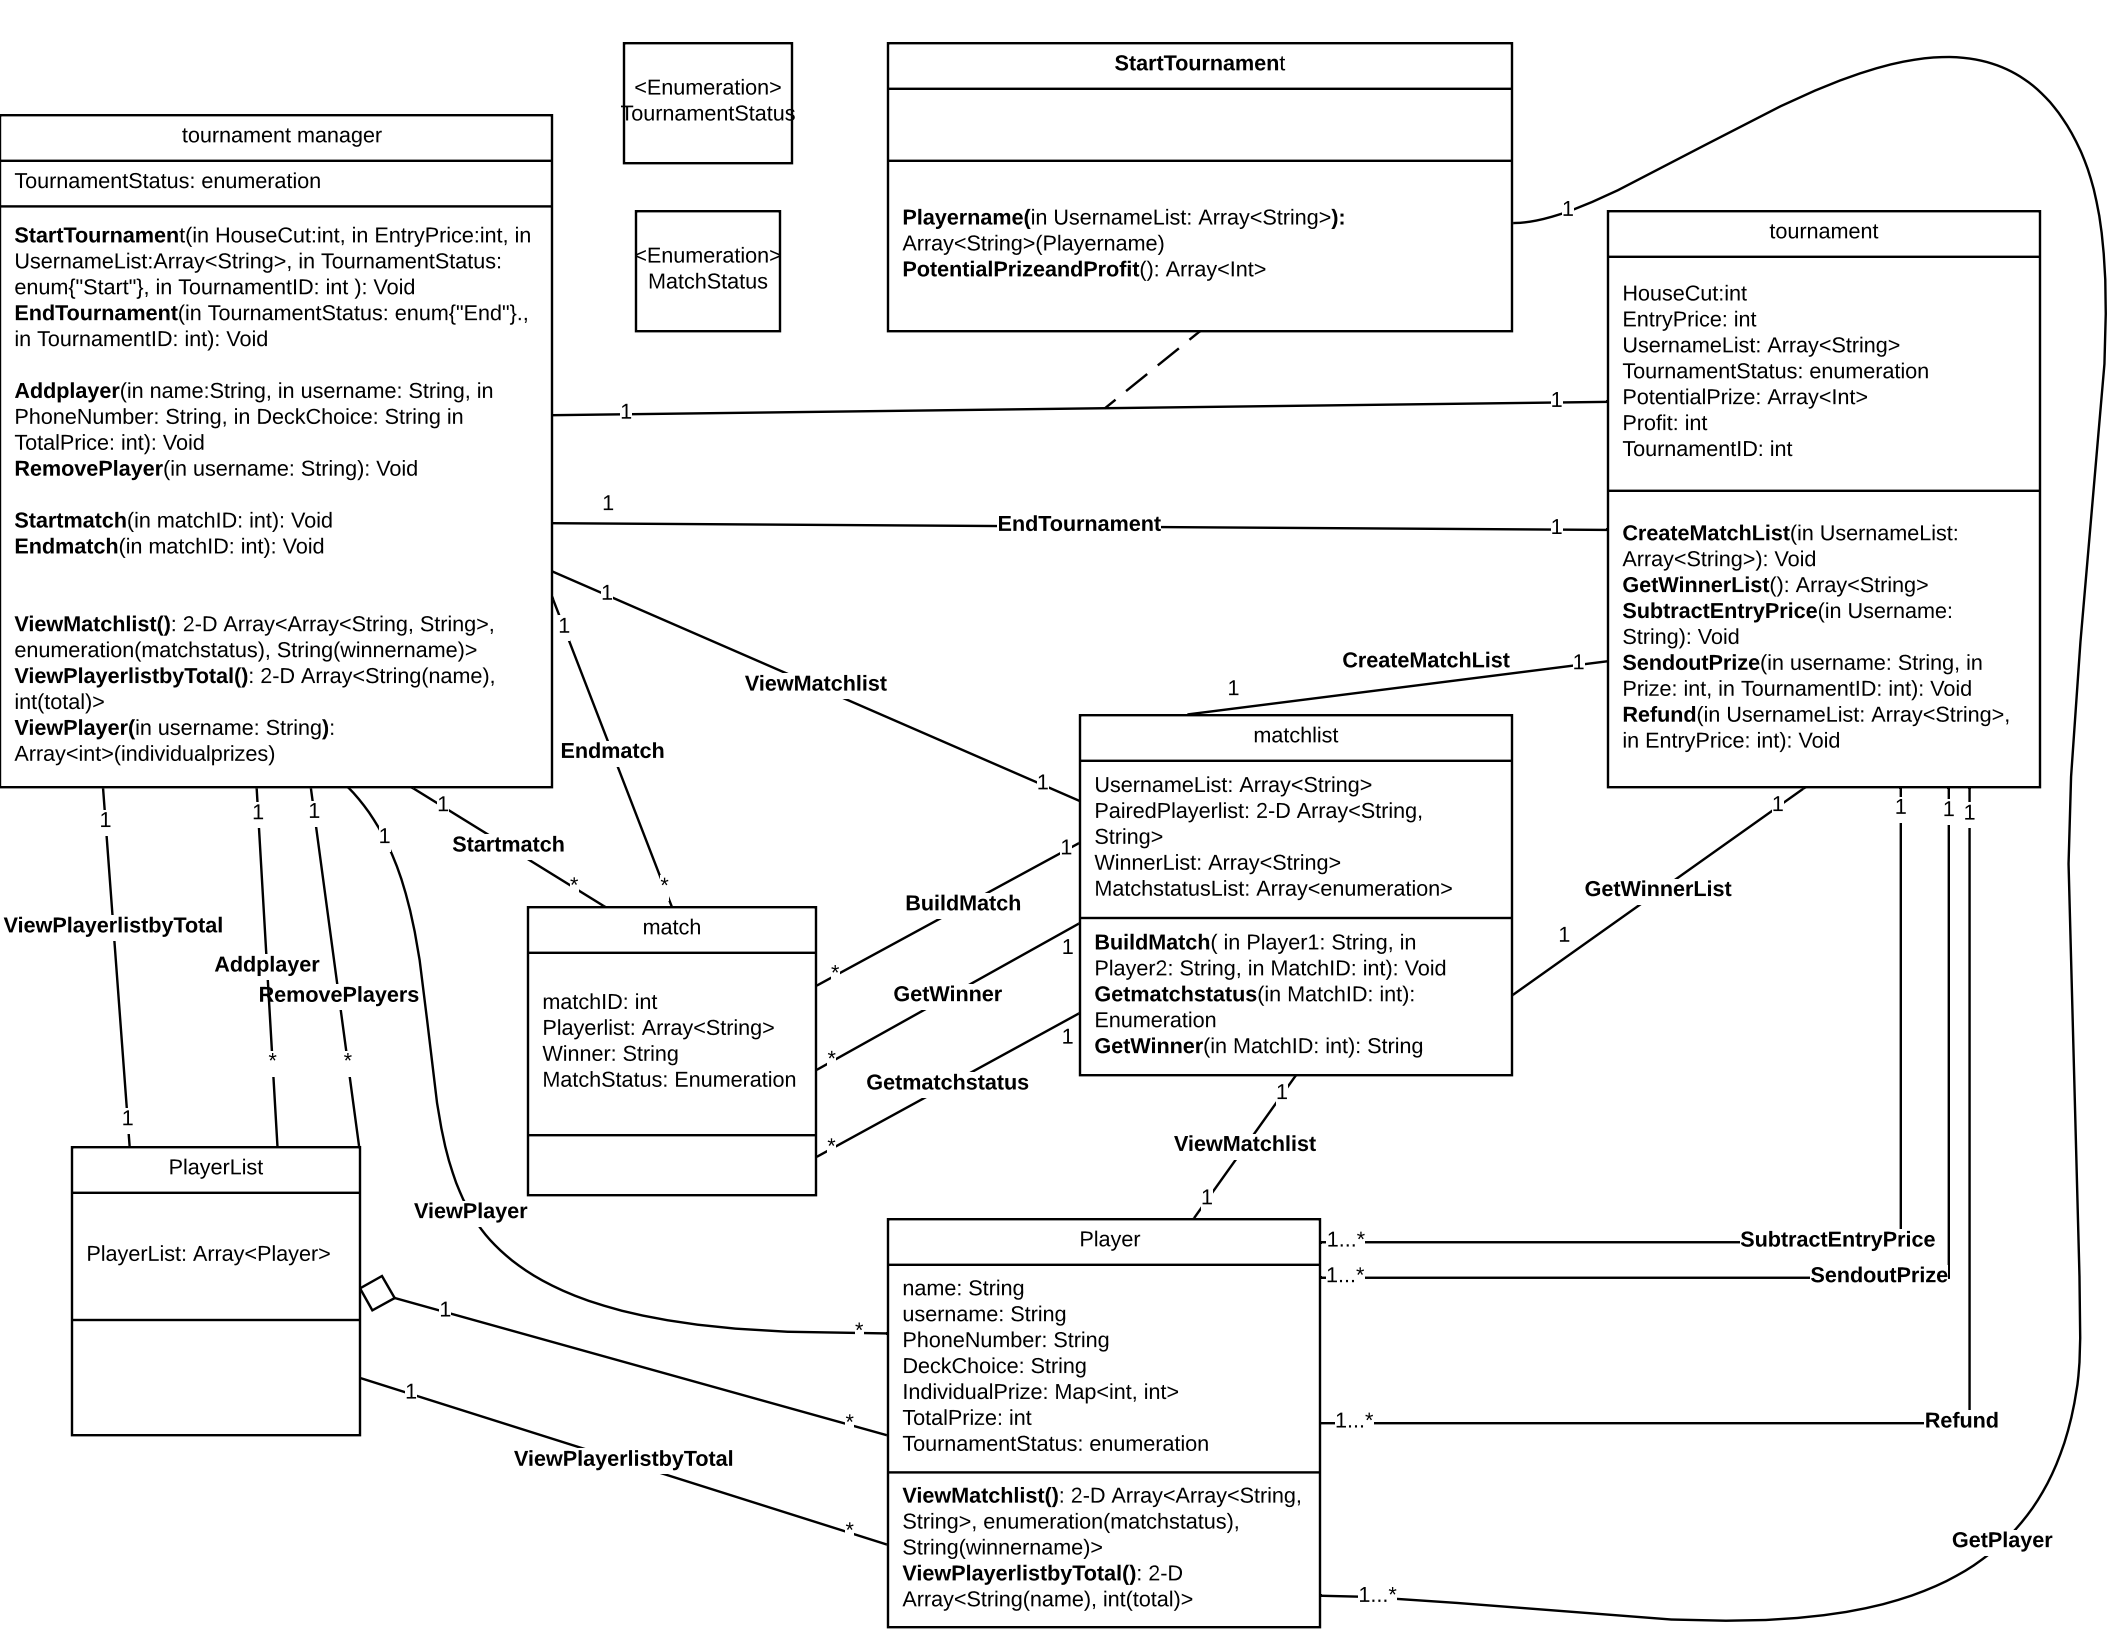 <Enumeration>
TournamentStatus
<Enumeration>
MatchStatus
StartTournament
Playername(in UsernameList: Array<String>):
Array<String>(Playername)
PotentialPrizeandProfit(): Array<Int>
tournament manager
TournamentStatus: enumeration
StartTournament(in HouseCut:int, in EntryPrice:int, in
UsernameList:Array<String>, in TournamentStatus:
enum{"Start"}, in TournamentID: int ): Void
EndTournament(in TournamentStatus: enum{"End"}.,
in TournamentID: int): Void
Addplayer(in name:String, in username: String, in
PhoneNumber: String, in DeckChoice: String in
TotalPrice: int): Void
RemovePlayer(in username: String): Void
Startmatch(in matchID: int): Void
Endmatch(in matchID: int): Void
ViewMatchlist(): 2-D Array<Array<String, String>,
enumeration(matchstatus), String(winnername)>
ViewPlayerlistbyTotal(): 2-D Array<String(name),
int(total)>
ViewPlayer(in username: String):
Array<int>(individualprizes)
tournament
HouseCut:int
EntryPrice: int
UsernameList: Array<String>
TournamentStatus: enumeration
PotentialPrize: Array<Int>
Profit: int
TournamentID: int
CreateMatchList(in UsernameList:
Array<String>): Void
GetWinnerList(): Array<String>
SubtractEntryPrice(in Username:
String): Void
SendoutPrize(in username: String, in
Prize: int, in TournamentID: int): Void
Refund(in UsernameList: Array<String>,
in EntryPrice: int): Void
1
1
1
1
EndTournament
1
1
ViewMatchlist
1
1
Endmatch
*
1
CreateMatchList
1
1
Startmatch
*
matchlist
UsernameList: Array<String>
PairedPlayerlist: 2-D Array<String,
String>
WinnerList: Array<String>
MatchstatusList: Array<enumeration>
BuildMatch( in Player1: String, in
Player2: String, in MatchID: int): Void
Getmatchstatus(in MatchID: int):
Enumeration
GetWinner(in MatchID: int): String
match
matchID: int
Playerlist: Array<String>
Winner: String
MatchStatus: Enumeration
1
BuildMatch
*
1
GetWinner
*
1
Getmatchstatus
*
1
GetWinnerList
1
1
ViewPlayerlistbyTotal
1
1
Addplayer
*
1
RemovePlayers
*
1
ViewPlayer
*
PlayerList
PlayerList: Array<Player>
1
*
1
ViewPlayerlistbyTotal
*
1
ViewMatchlist
1
Player
name: String
username: String
PhoneNumber: String
DeckChoice: String
IndividualPrize: Map<int, int>
TotalPrize: int
TournamentStatus: enumeration
ViewMatchlist(): 2-D Array<Array<String,
String>, enumeration(matchstatus),
String(winnername)>
ViewPlayerlistbyTotal(): 2-D
Array<String(name), int(total)>
1
1
1
1...*
SubtractEntryPrice
1...*
SendoutPrize
1...*
Refund
GetPlayer
1...*